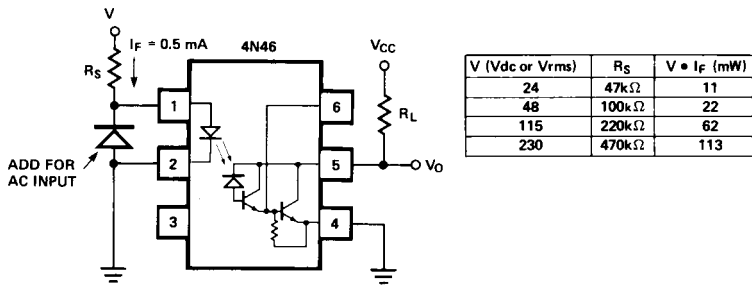 V
I_F = 0.5 mA
4N46
R_S
V_CC
R_L
1
2
3
6
5
4
V_O
ADD FOR
AC INPUT
V (Vdc or Vrms) R_S V • I_F (mW)
24 47kΩ 11
48 100kΩ 22
115 220kΩ 62
230 470kΩ 113